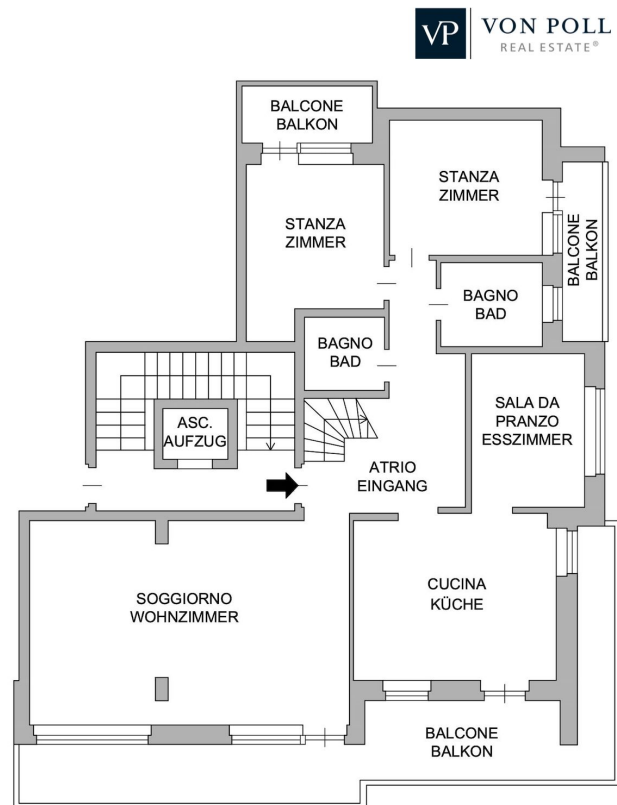 VP VON POLL
REAL ESTATE®
BALCONE
BALKON
STANZA
ZIMMER
STANZA
ZIMMER
BALCONE
BALKON
BAGNO
BAD
BAGNO
BAD
ASC.
AUFZUG
SALA DA
PRANZO
ESSZIMMER
ATRIO
EINGANG
SOGGIORNO
WOHNZIMMER
CUCINA
KÜCHE
BALCONE
BALKON